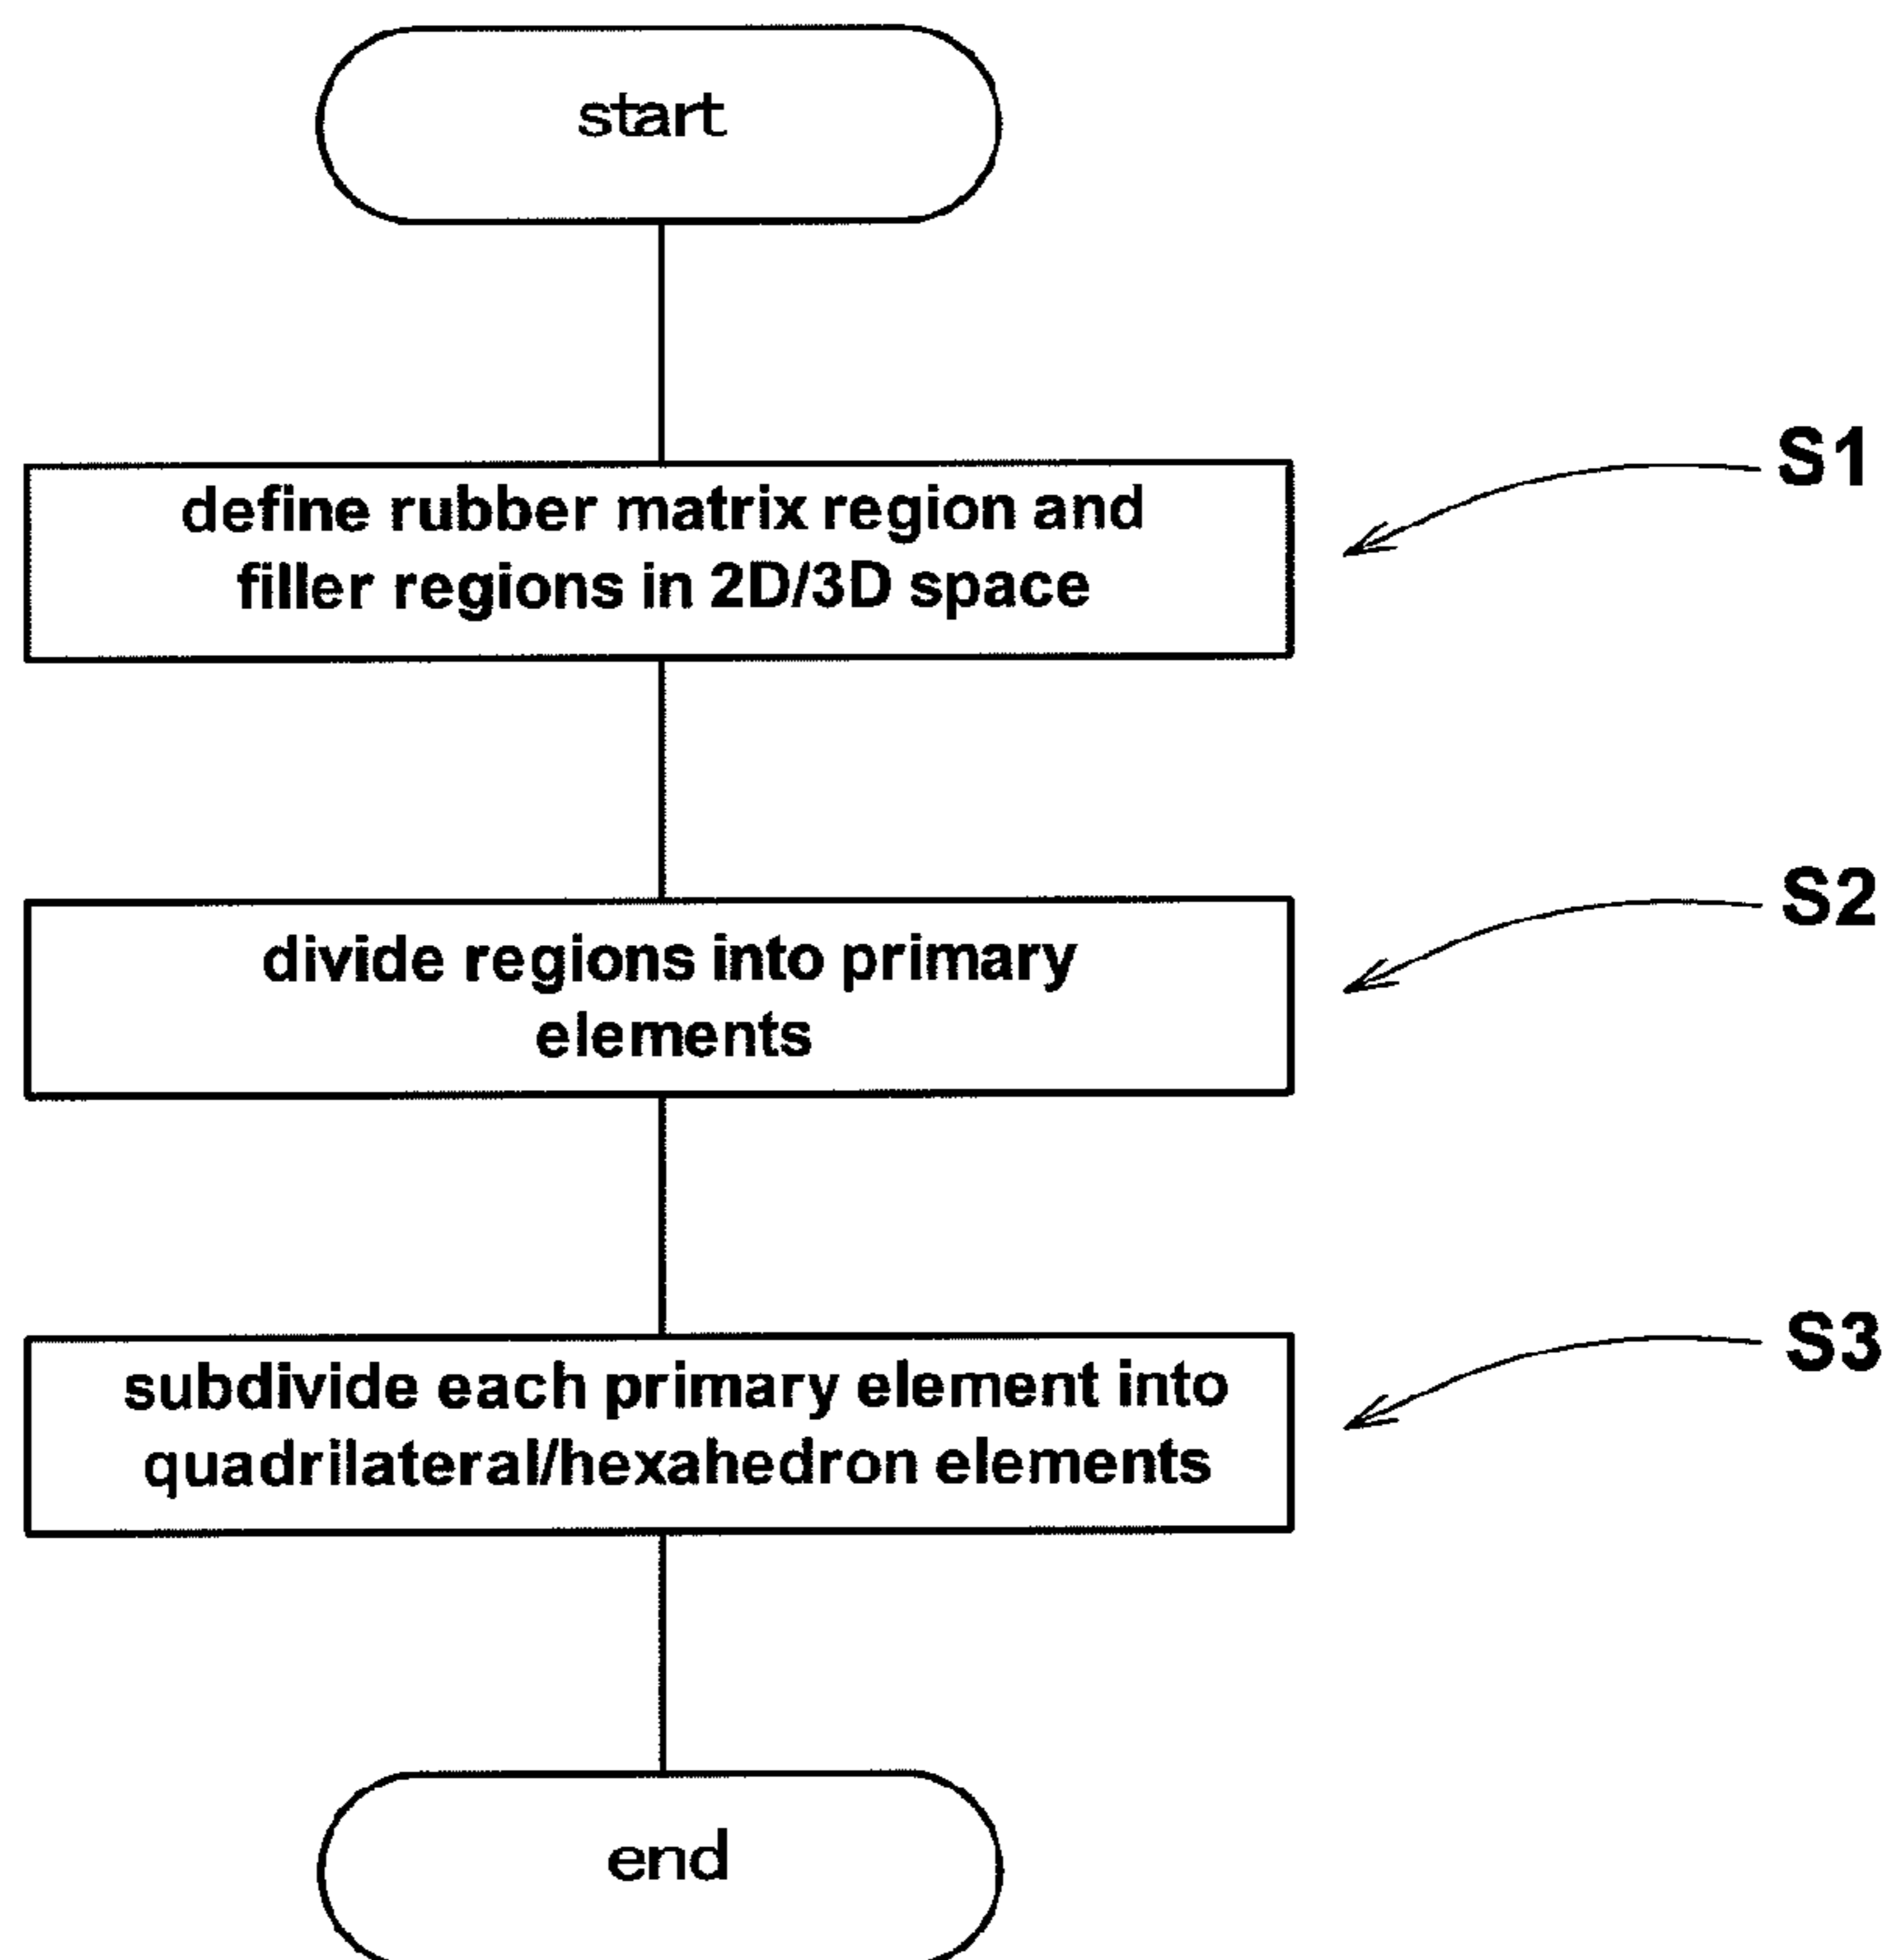 start
define rubber matrix region and
filler regions in 2D/3D space
S1
divide regions into primary
elements
S2
subdivide each primary element into
quadrilateral/hexahedron elements
S3
end